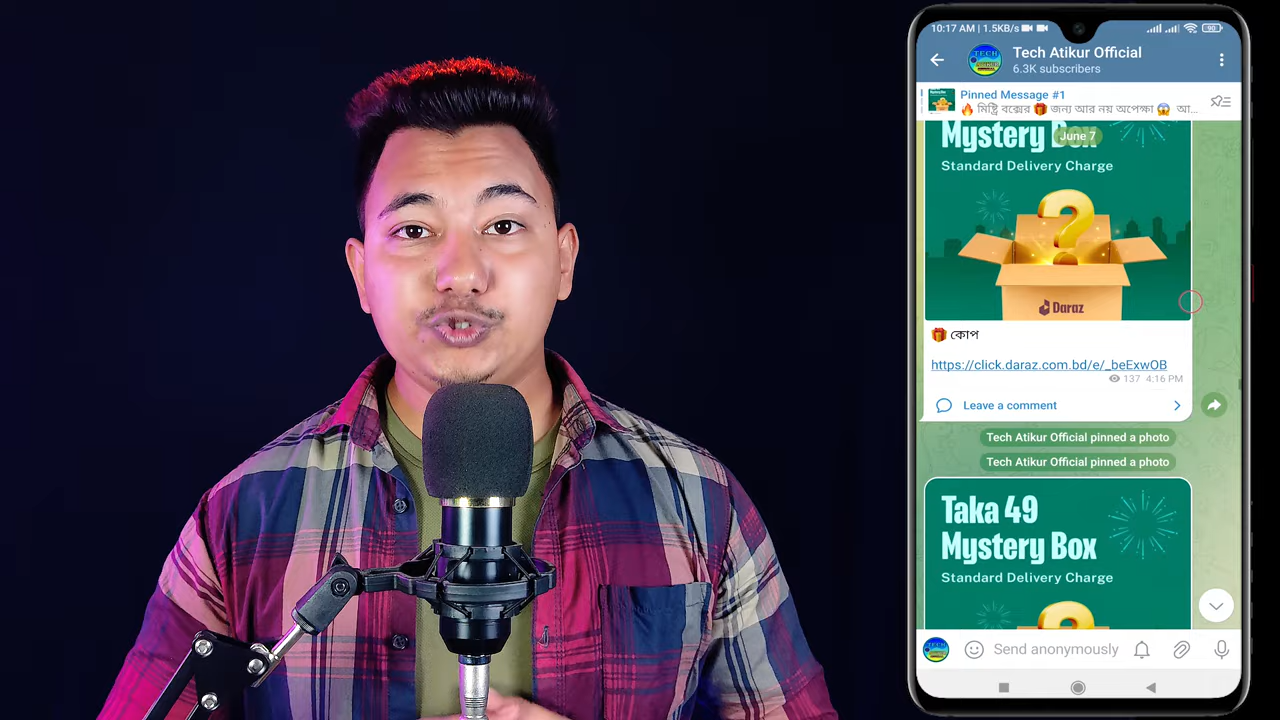 10:17 AM | 1.5KB/s
90
Tech Atikur Official
6.3K subscribers
Pinned Message #1
🔥 মিষ্ট্রি বক্সের 🎁 জন্য আর নয় অপেক্ষা 😱 আ...
Mystery Box
June 7
Standard Delivery Charge
Daraz
🎁 কোপ
https://click.daraz.com.bd/e/_beExwOB
137 4:16 PM
Leave a comment
Tech Atikur Official pinned a photo
Tech Atikur Official pinned a photo
Taka 49
Mystery Box
Standard Delivery Charge
Send anonymously